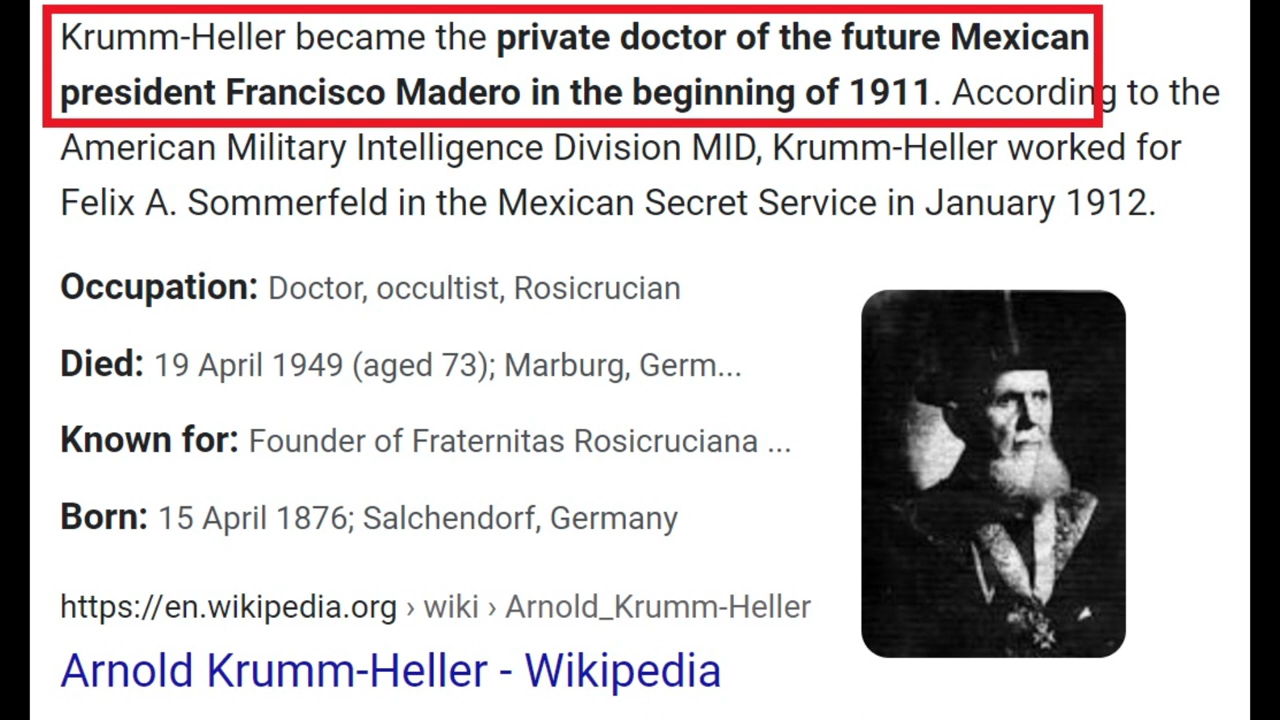 Krumm-Heller became the private doctor of the future Mexican
president Francisco Madero in the beginning of 1911. According to the
American Military Intelligence Division MID, Krumm-Heller worked for
Felix A. Sommerfeld in the Mexican Secret Service in January 1912.
Occupation: Doctor, occultist, Rosicrucian
Died: 19 April 1949 (aged 73); Marburg, Germ...
Known for: Founder of Fraternitas Rosicruciana ...
Born: 15 April 1876; Salchendorf, Germany
https://en.wikipedia.org › wiki › Arnold_Krumm-Heller
Arnold Krumm-Heller - Wikipedia